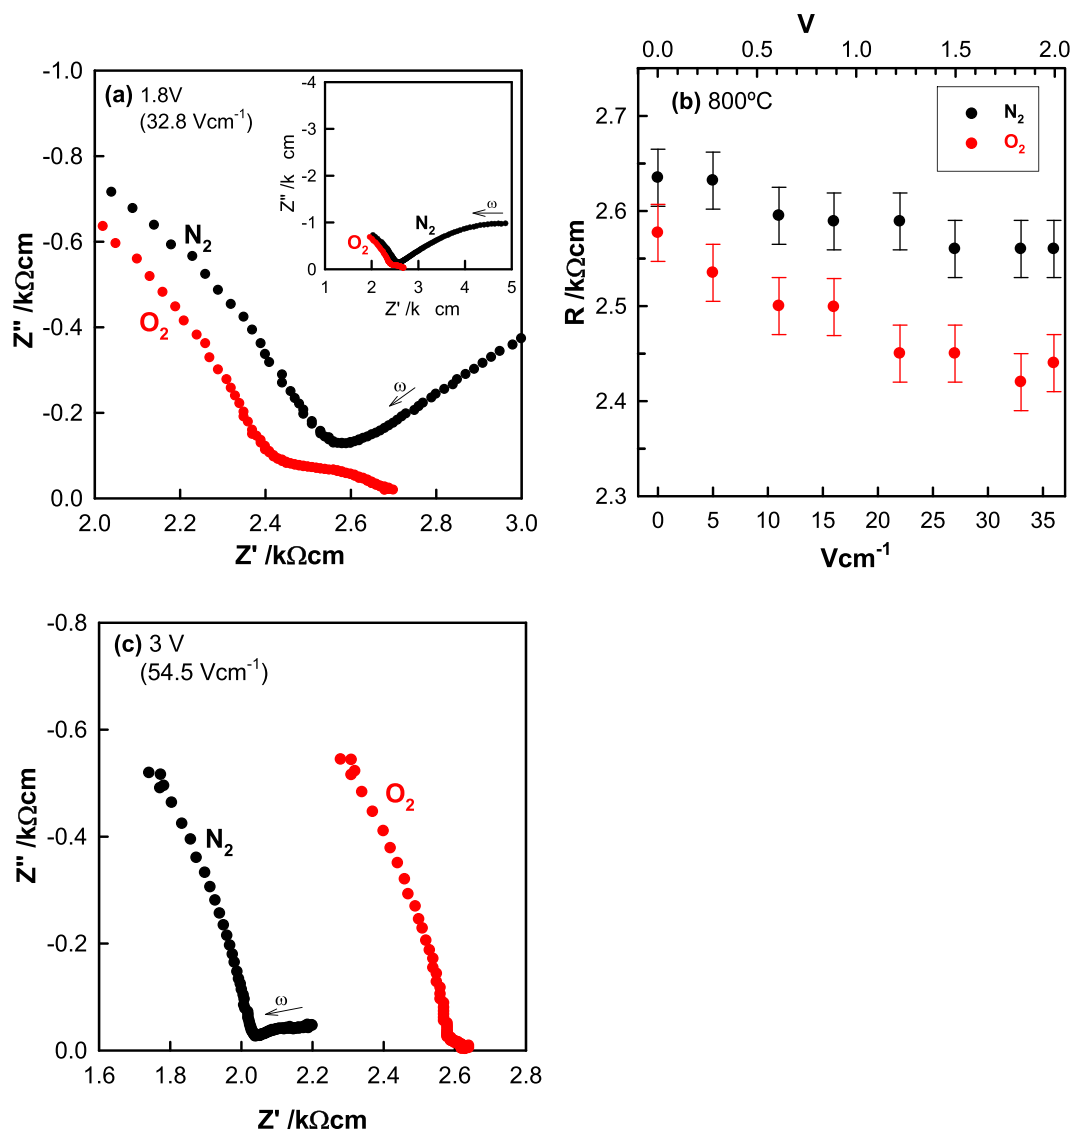 (a) 1.8V
(32.8 Vcm⁻¹)
-1.0
-0.8
-0.6
-0.4
-0.2
0.0
Z'' /kΩcm
2.0 2.2 2.4 2.6 2.8 3.0
Z' /kΩcm
N₂
O₂
ω
-4
-3
-2
-1
0
Z'' /k cm
1 2 3 4 5
Z' /k cm
N₂
O₂
ω
V
0.0 0.5 1.0 1.5 2.0
(b) 800ºC
N₂
O₂
2.7
2.6
2.5
2.4
2.3
R /kΩcm
0 5 10 15 20 25 30 35
Vcm⁻¹
(c) 3 V
(54.5 Vcm⁻¹)
-0.8
-0.6
-0.4
-0.2
0.0
Z'' /kΩcm
N₂
O₂
ω
1.6 1.8 2.0 2.2 2.4 2.6 2.8
Z' /kΩcm